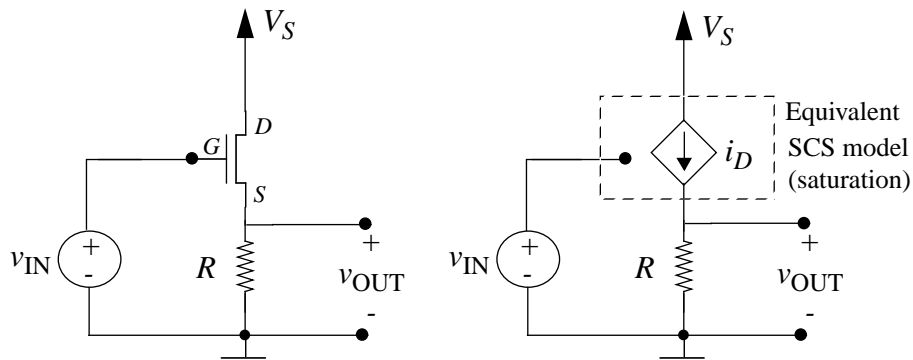 V_S
D
G
S
v_IN
+
-
R
+
v_OUT
-
V_S
i_D
Equivalent
SCS model
(saturation)
v_IN
+
-
R
+
v_OUT
-